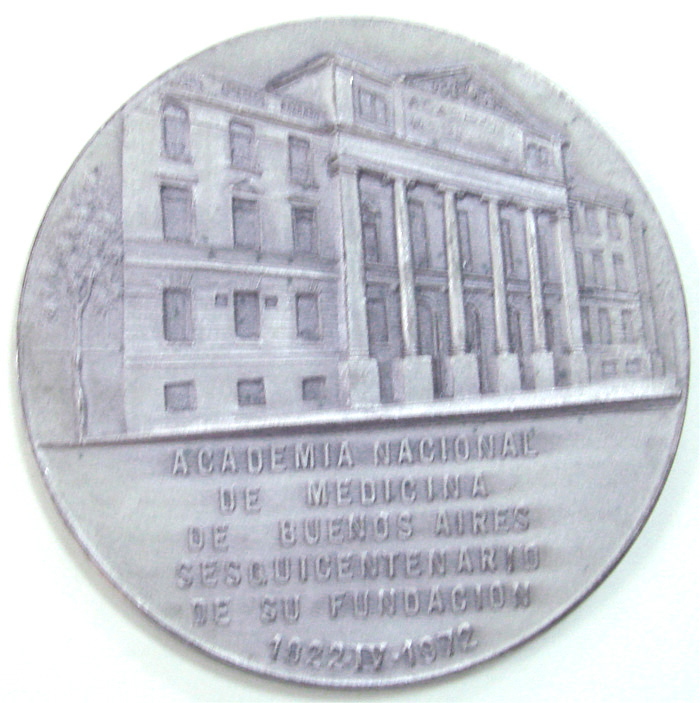 ACADEMIA NACIONAL
DE MEDICINA
DE BUENOS AIRES
SESQUICENTENARIO
DE SU FUNDACION
1822·IV·1972